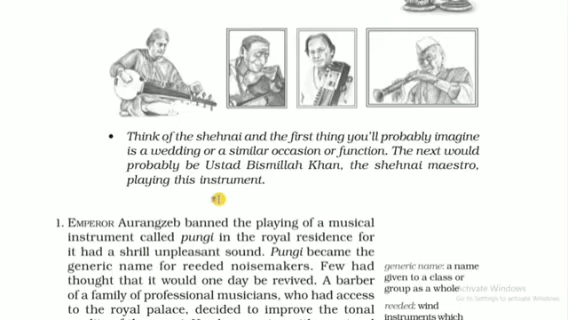 • Think of the shehnai and the first thing you'll probably imagine
is a wedding or a similar occasion or function. The next would
probably be Ustad Bismillah Khan, the shehnai maestro,
playing this instrument.
1. EMPEROR Aurangzeb banned the playing of a musical
instrument called pungi in the royal residence for
it had a shrill unpleasant sound. Pungi became the
generic name for reeded noisemakers. Few had
thought that it would one day be revived. A barber
of a family of professional musicians, who had access
to the royal palace, decided to improve the tonal
generic name: a name
given to a class or
group as a whole
reeded: wind
instruments which
Activate Windows
Go to Settings to activate Windows.